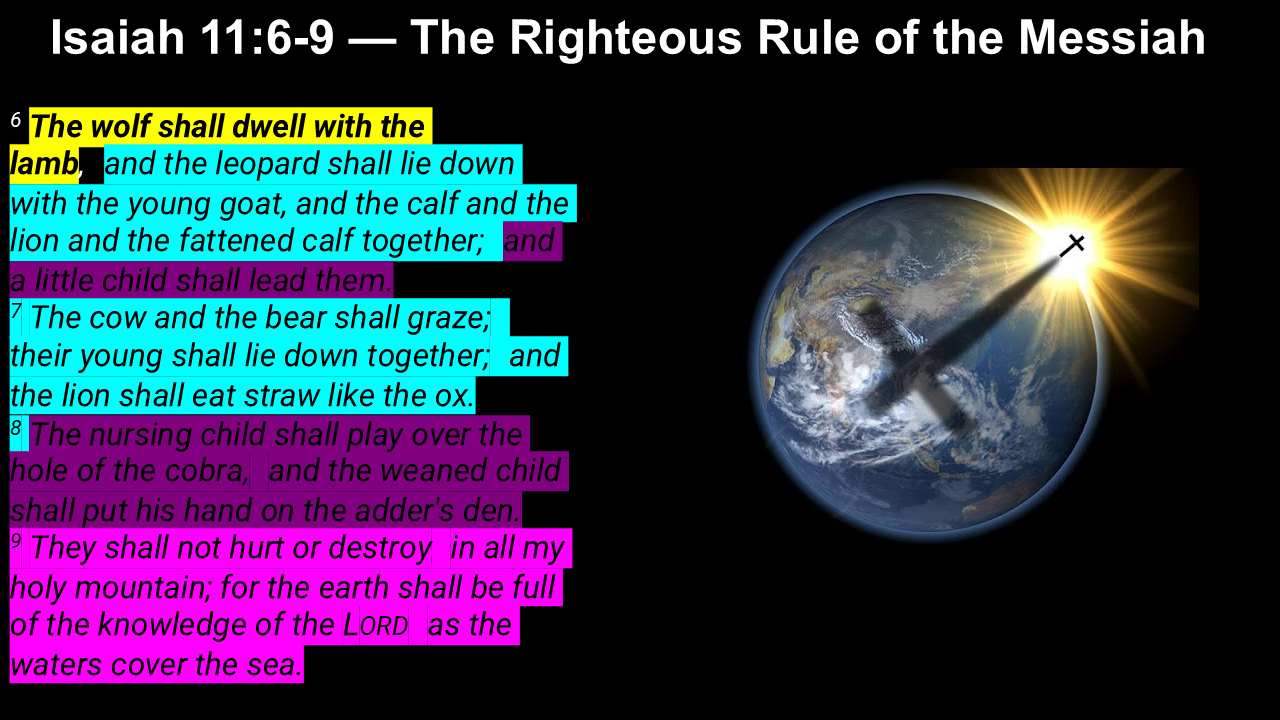 Isaiah 11:6-9 — The Righteous Rule of the Messiah
6 The wolf shall dwell with the
lamb, and the leopard shall lie down
with the young goat, and the calf and the
lion and the fattened calf together; and
a little child shall lead them.
7 The cow and the bear shall graze;
their young shall lie down together; and
the lion shall eat straw like the ox.
8 The nursing child shall play over the
hole of the cobra, and the weaned child
shall put his hand on the adder's den.
9 They shall not hurt or destroy in all my
holy mountain; for the earth shall be full
of the knowledge of the LORD as the
waters cover the sea.